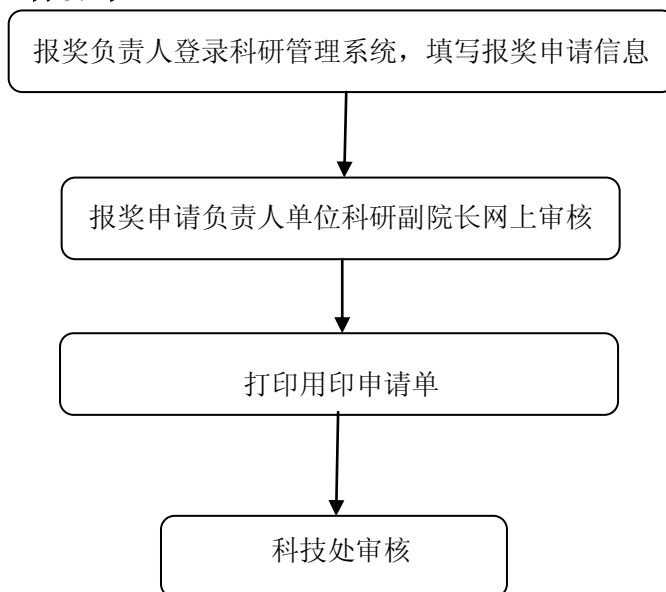 报奖负责人登录科研管理系统，填写报奖申请信息
报奖申请负责人单位科研副院长网上审核
打印用印申请单
科技处审核